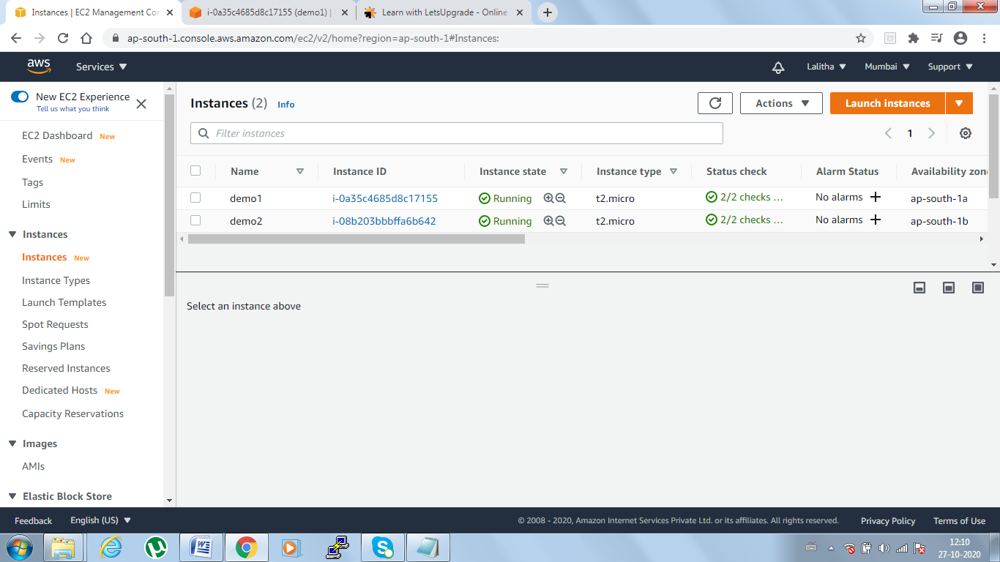 Instances | EC2 Management Con
i-0a35c4685d8c17155 (demo1) |
Learn with LetsUpgrade - Online
ap-south-1.console.aws.amazon.com/ec2/v2/home?region=ap-south-1#Instances:
aws
Services
Lalitha
Mumbai
Support
New EC2 Experience
Tell us what you think
EC2 Dashboard New
Events New
Tags
Limits
Instances
Instances New
Instance Types
Launch Templates
Spot Requests
Savings Plans
Reserved Instances
Dedicated Hosts New
Capacity Reservations
Images
AMIs
Elastic Block Store
Instances (2) Info
Actions
Launch instances
Filter instances
1
Name Instance ID Instance state Instance type Status check Alarm Status Availability zon
demo1 i-0a35c4685d8c17155 Running t2.micro 2/2 checks ... No alarms + ap-south-1a
demo2 i-08b203bbbffa6b642 Running t2.micro 2/2 checks ... No alarms + ap-south-1b
Select an instance above
Feedback English (US) © 2008 - 2020, Amazon Internet Services Private Ltd. or its affiliates. All rights reserved. Privacy Policy Terms of Use
12:10
27-10-2020